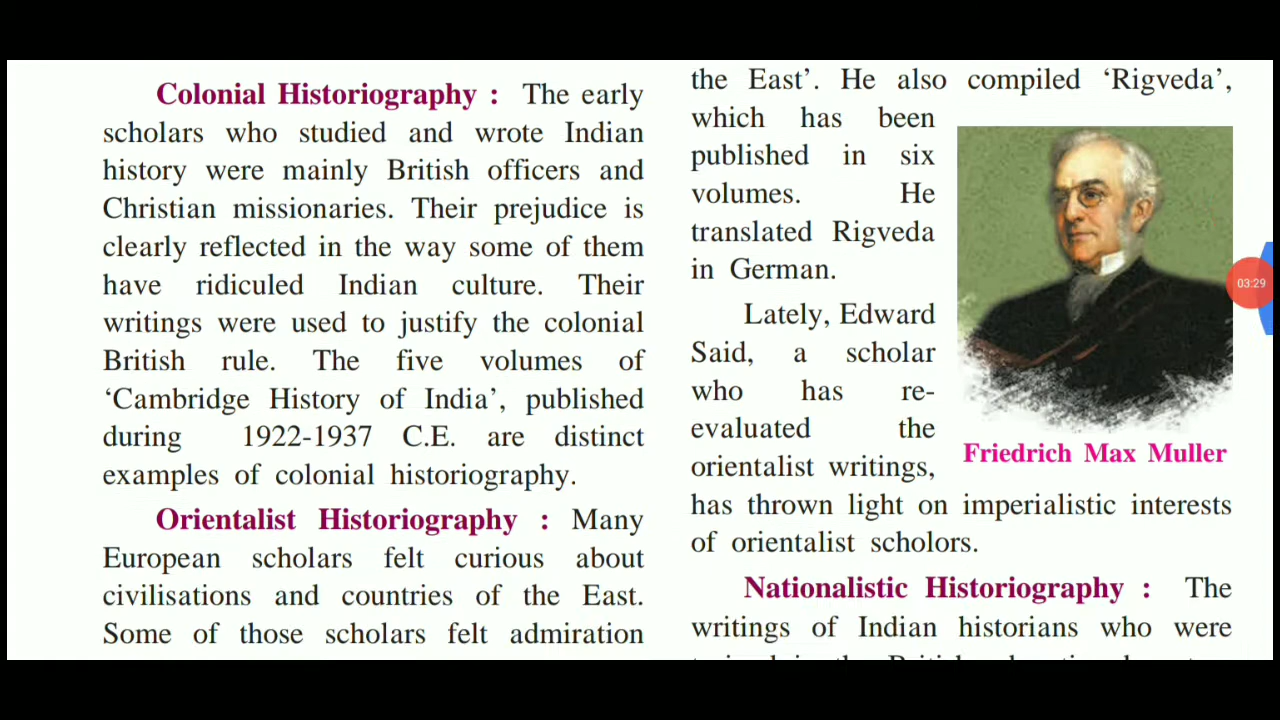 Colonial Historiography : The early
scholars who studied and wrote Indian
history were mainly British officers and
Christian missionaries. Their prejudice is
clearly reflected in the way some of them
have ridiculed Indian culture. Their
writings were used to justify the colonial
British rule. The five volumes of
‘Cambridge History of India’, published
during 1922-1937 C.E. are distinct
examples of colonial historiography.
Orientalist Historiography : Many
European scholars felt curious about
civilisations and countries of the East.
Some of those scholars felt admiration
the East’. He also compiled ‘Rigveda’,
which has been
published in six
volumes. He
translated Rigveda
in German.
Lately, Edward
Said, a scholar
who has re-
evaluated the
orientalist writings,
has thrown light on imperialistic interests
of orientalist scholors.
Friedrich Max Muller
Nationalistic Historiography : The
writings of Indian historians who were
03:29